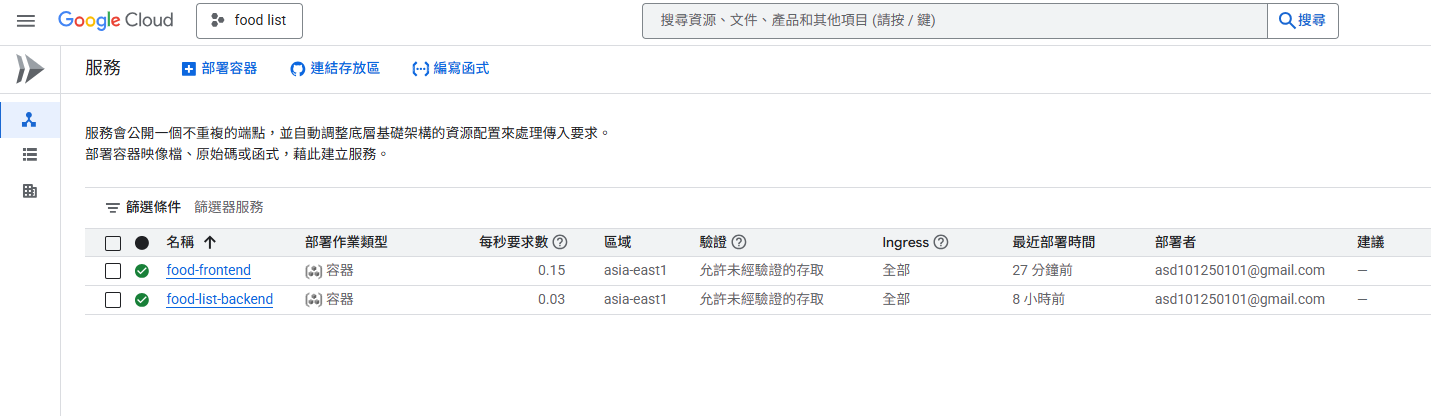 Google Cloud food list 搜尋資源、文件、產品和其他項目 (請按 / 鍵) 搜尋
服務 部署容器 連結存放區 編寫函式
服務會公開一個不重複的端點，並自動調整底層基礎架構的資源配置來處理傳入要求。
部署容器映像檔、原始碼或函式，藉此建立服務。
篩選條件 篩選器服務
名稱 部署作業類型 每秒要求數 區域 驗證 Ingress 最近部署時間 部署者 建議
food-frontend 容器 0.15 asia-east1 允許未經驗證的存取 全部 27 分鐘前 asd101250101@gmail.com —
food-list-backend 容器 0.03 asia-east1 允許未經驗證的存取 全部 8 小時前 asd101250101@gmail.com —